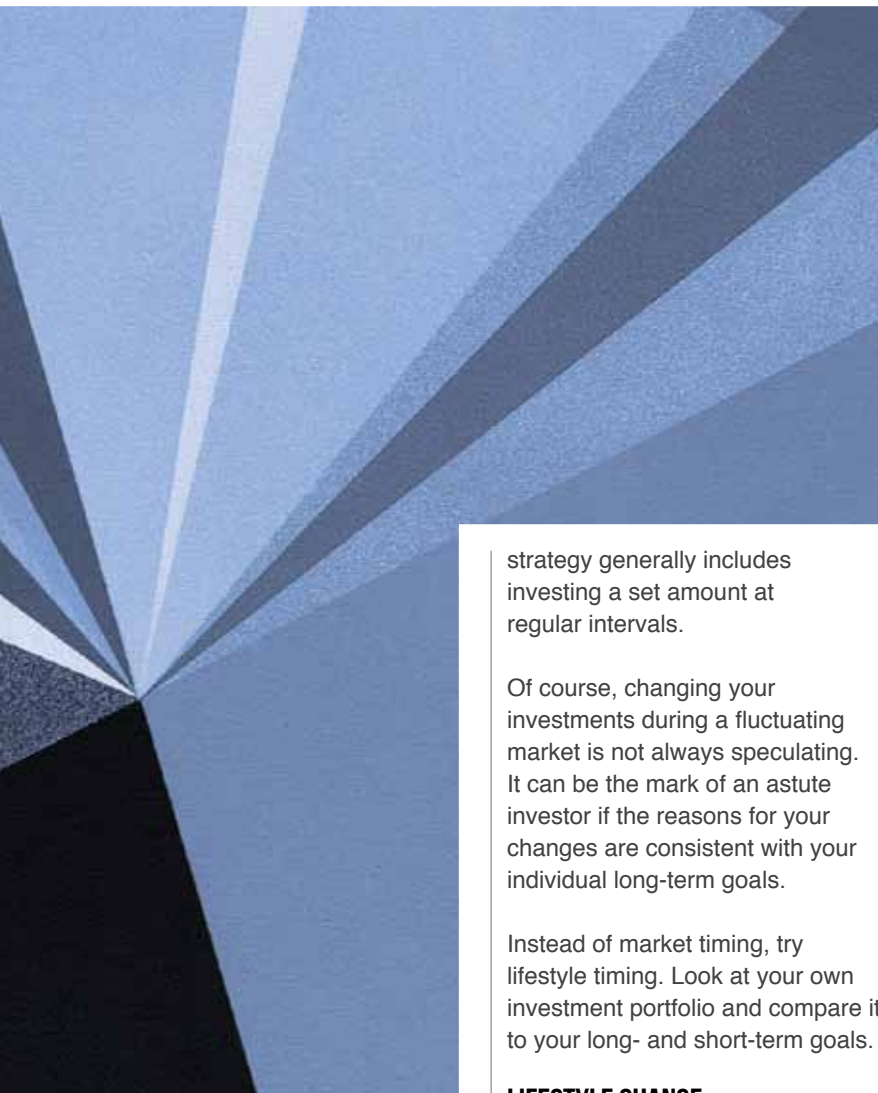 strategy generally includes
investing a set amount at
regular intervals.
Of course, changing your
investments during a fluctuating
market is not always speculating.
It can be the mark of an astute
investor if the reasons for your
changes are consistent with your
individual long-term goals.
Instead of market timing, try
lifestyle timing. Look at your own
investment portfolio and compare it
to your long- and short-term goals.
LIFESTYLE CHANGE